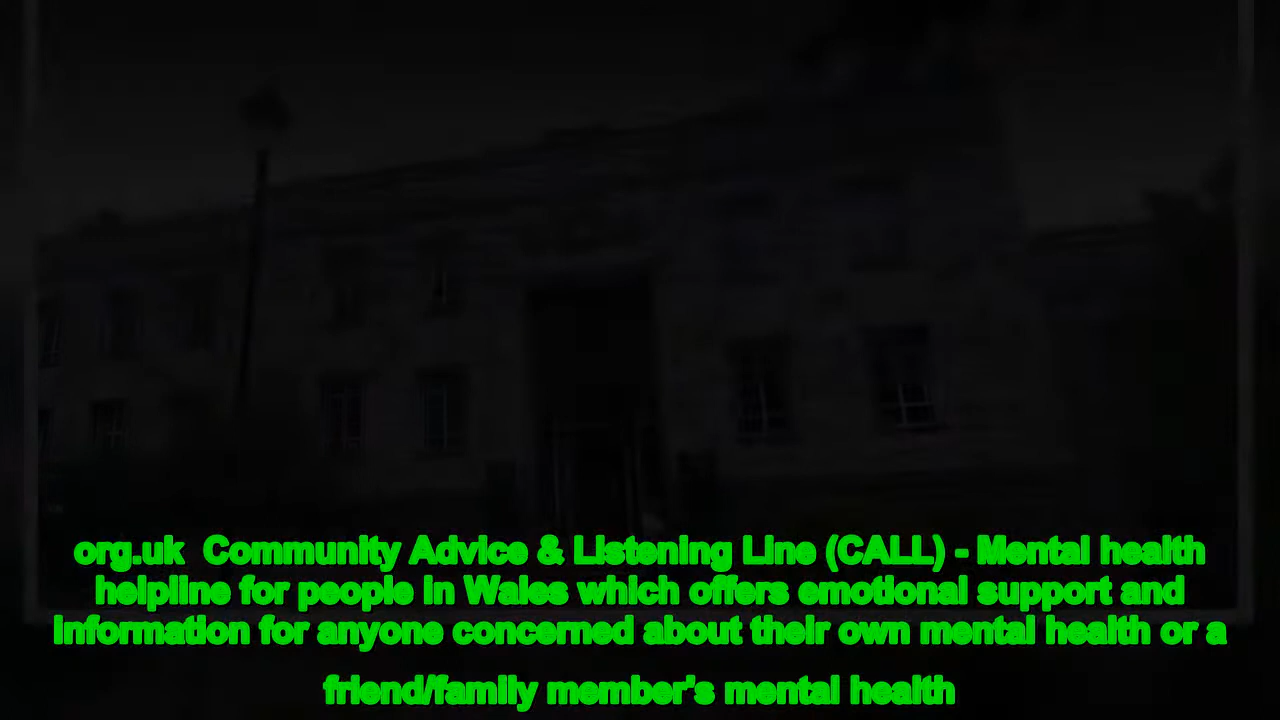 org.uk  Community Advice & Listening Line (CALL) - Mental health
helpline for people in Wales which offers emotional support and
information for anyone concerned about their own mental health or a
friend/family member's mental health